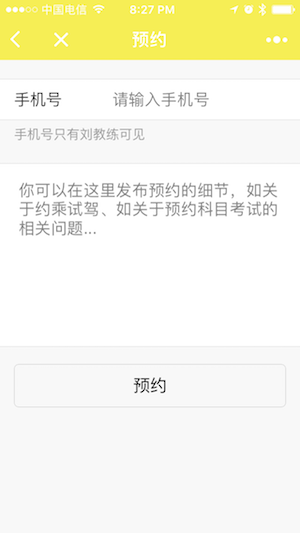 中国电信 8:27 PM
预约
手机号 请输入手机号
手机号只有刘教练可见
你可以在这里发布预约的细节，如关
于约乘试驾、如关于预约科目考试的
相关问题...
预约